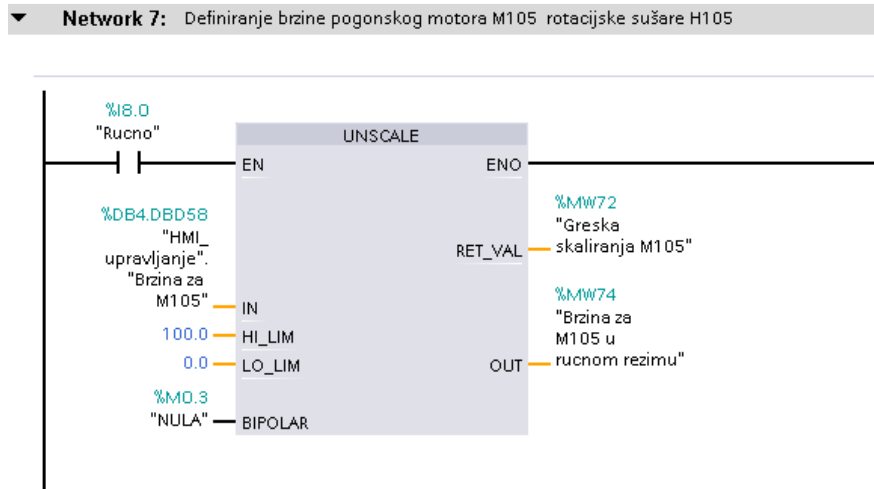 Network 7: Definiranje brzine pogonskog motora M105 rotacijske sušare H105
%I8.0
"Rucno"
UNSCALE
EN
ENO
%DB4.DBD58
"HMI_
upravljanje".
"Brzina za
M105"
IN
100.0
HI_LIM
0.0
LO_LIM
%M0.3
"NULA"
BIPOLAR
%MW72
"Greska
skaliranja M105"
RET_VAL
%MW74
"Brzina za
M105 u
rucnom rezimu"
OUT